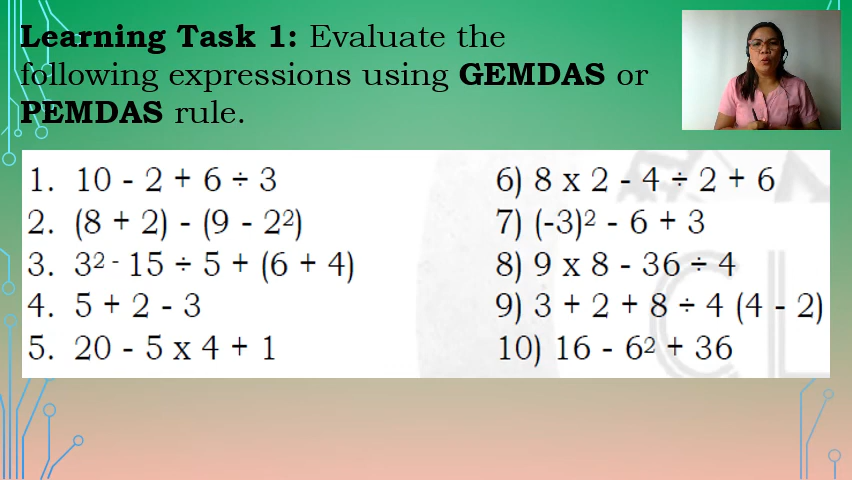 Learning Task 1: Evaluate the
following expressions using GEMDAS or
PEMDAS rule.
1. 10 - 2 + 6 ÷ 3
2. (8 + 2) - (9 - 2²)
3. 3² - 15 ÷ 5 + (6 + 4)
4. 5 + 2 - 3
5. 20 - 5 x 4 + 1
6) 8 x 2 - 4 ÷ 2 + 6
7) (-3)² - 6 + 3
8) 9 x 8 - 36 ÷ 4
9) 3 + 2 + 8 ÷ 4 (4 - 2)
10) 16 - 6² + 36